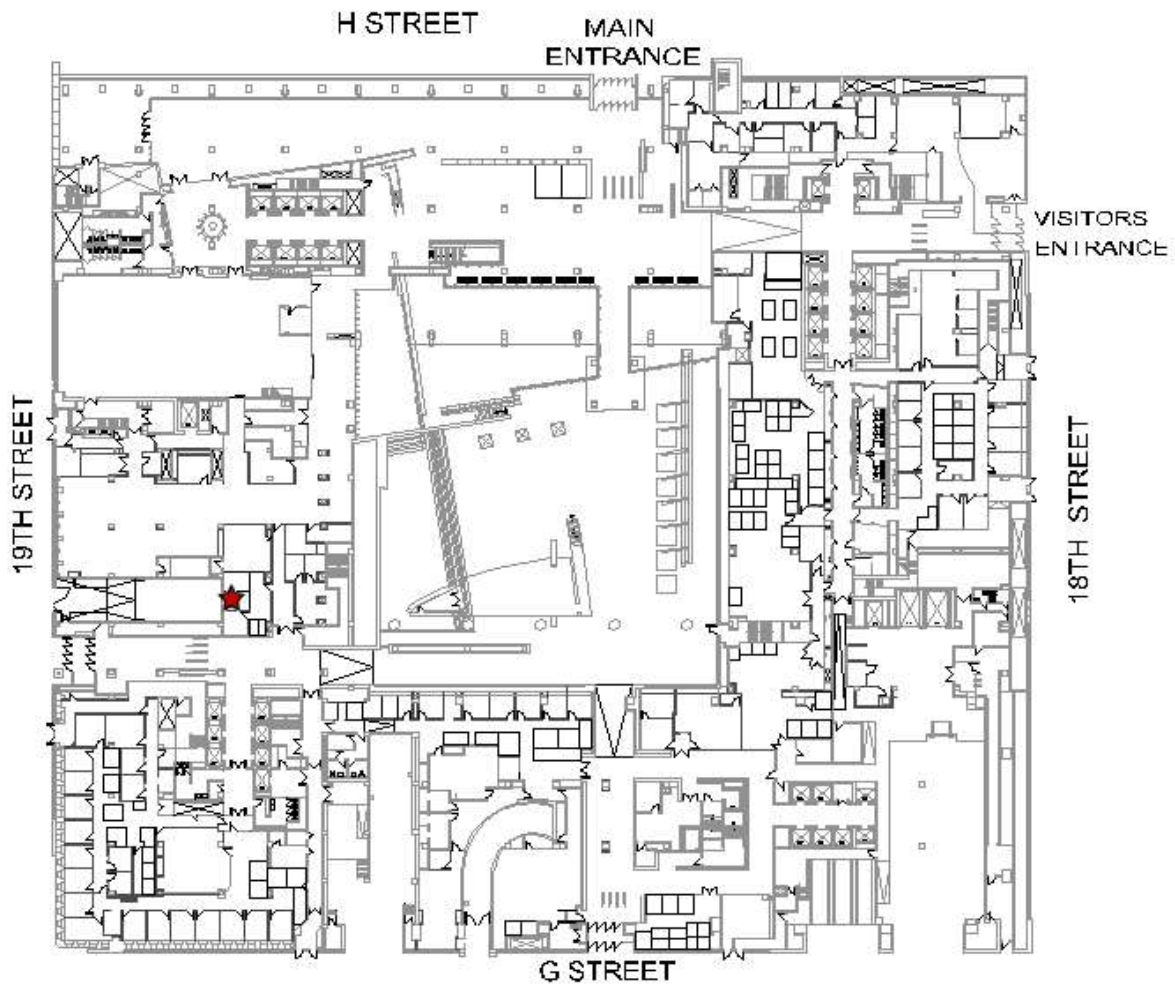 H STREET
MAIN
ENTRANCE
VISITORS
ENTRANCE
19TH STREET
18TH STREET
G STREET